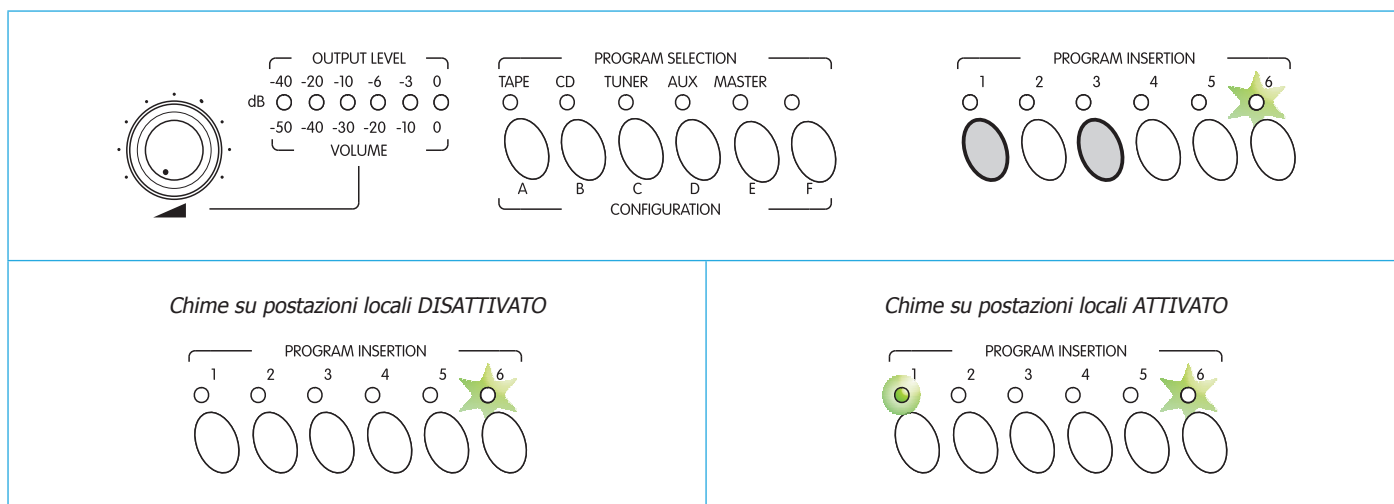 OUTPUT LEVEL
-40 -20 -10 -6 -3 0
dB
-50 -40 -30 -20 -10 0
VOLUME
PROGRAM SELECTION
TAPE CD TUNER AUX MASTER
A B C D E F
CONFIGURATION
PROGRAM INSERTION
1 2 3 4 5 6
Chime su postazioni locali DISATTIVATO
PROGRAM INSERTION
1 2 3 4 5 6
Chime su postazioni locali ATTIVATO
PROGRAM INSERTION
1 2 3 4 5 6